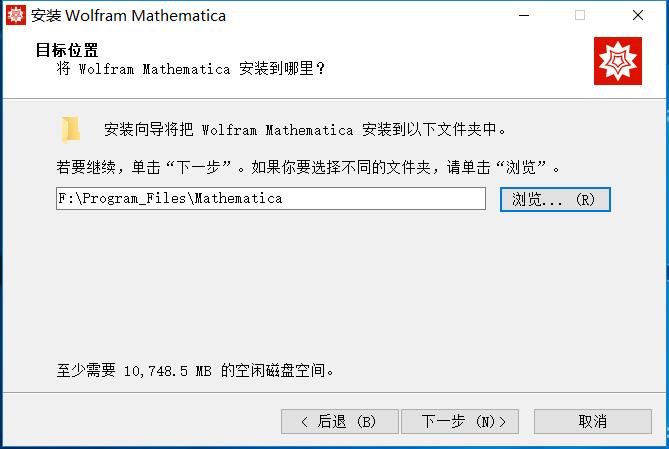 安装 Wolfram Mathematica
目标位置
将 Wolfram Mathematica 安装到哪里？
安装向导将把 Wolfram Mathematica 安装到以下文件夹中。
若要继续，单击“下一步”。如果你要选择不同的文件夹，请单击“浏览”。
F:\Program_Files\Mathematica
浏览... (R)
至少需要 10,748.5 MB 的空闲磁盘空间。
< 后退 (B)
下一步 (N)>
取消